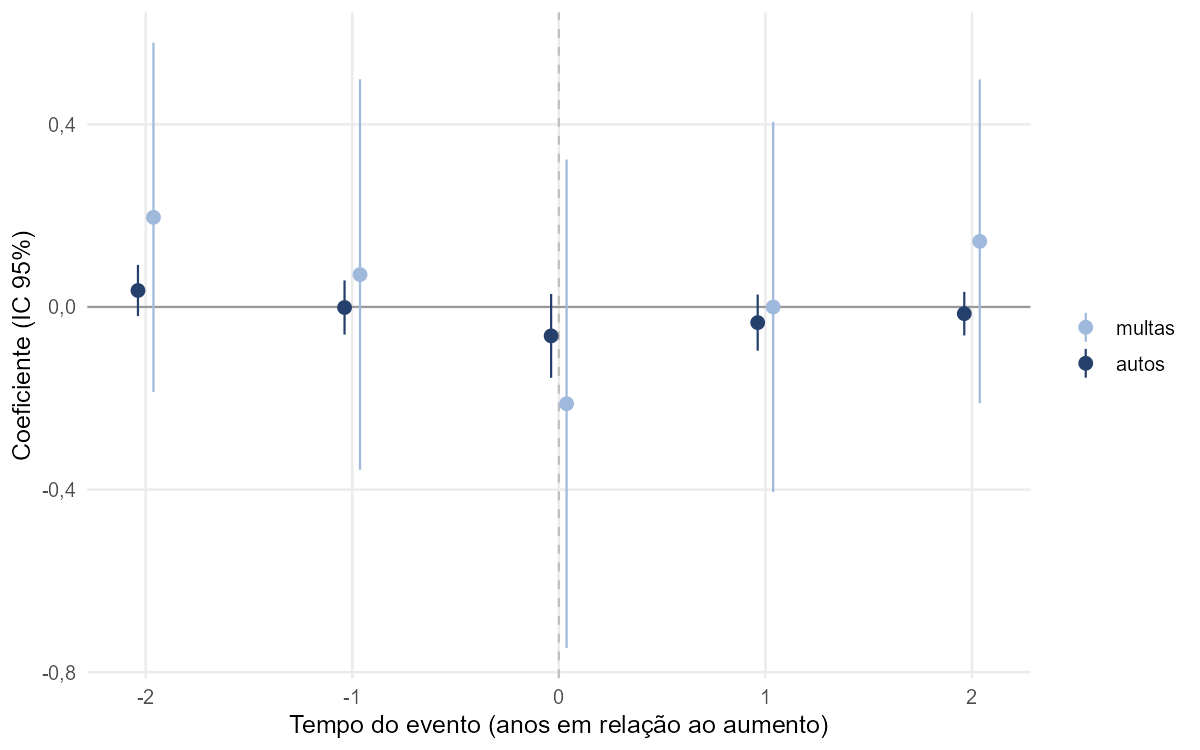 Coeficiente (IC 95%)
0,4
0,0
-0,4
-0,8
-2
-1
0
1
2
Tempo do evento (anos em relação ao aumento)
multas
autos